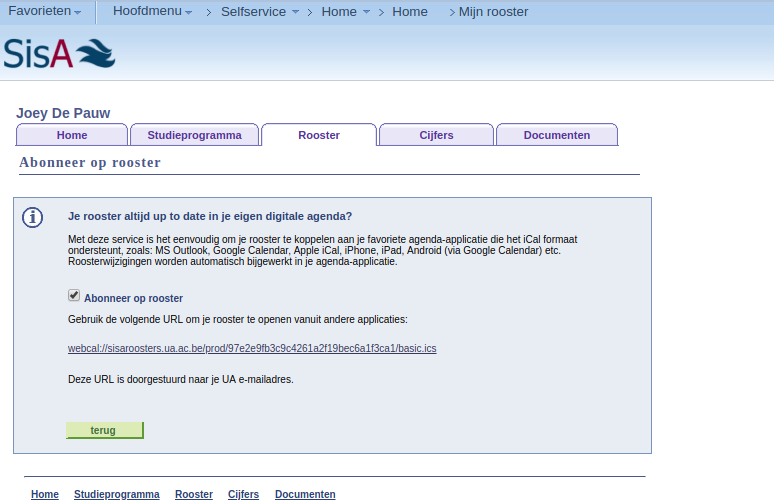 Favorieten Hoofdmenu > Selfservice > Home > Home > Mijn rooster
SisA
Joey De Pauw
Home Studieprogramma Rooster Cijfers Documenten
Abonneer op rooster
Je rooster altijd up to date in je eigen digitale agenda?
Met deze service is het eenvoudig om je rooster te koppelen aan je favoriete agenda-applicatie die het iCal formaat
ondersteunt, zoals: MS Outlook, Google Calendar, Apple iCal, iPhone, iPad, Android (via Google Calendar) etc.
Roosterwijzigingen worden automatisch bijgewerkt in je agenda-applicatie.
Abonneer op rooster
Gebruik de volgende URL om je rooster te openen vanuit andere applicaties:
webcal://sisaroosters.ua.ac.be/prod/97e2e9fb3c9c4261a2f19bec6a1f3ca1/basic.ics
Deze URL is doorgestuurd naar je UA e-mailadres.
terug
Home Studieprogramma Rooster Cijfers Documenten